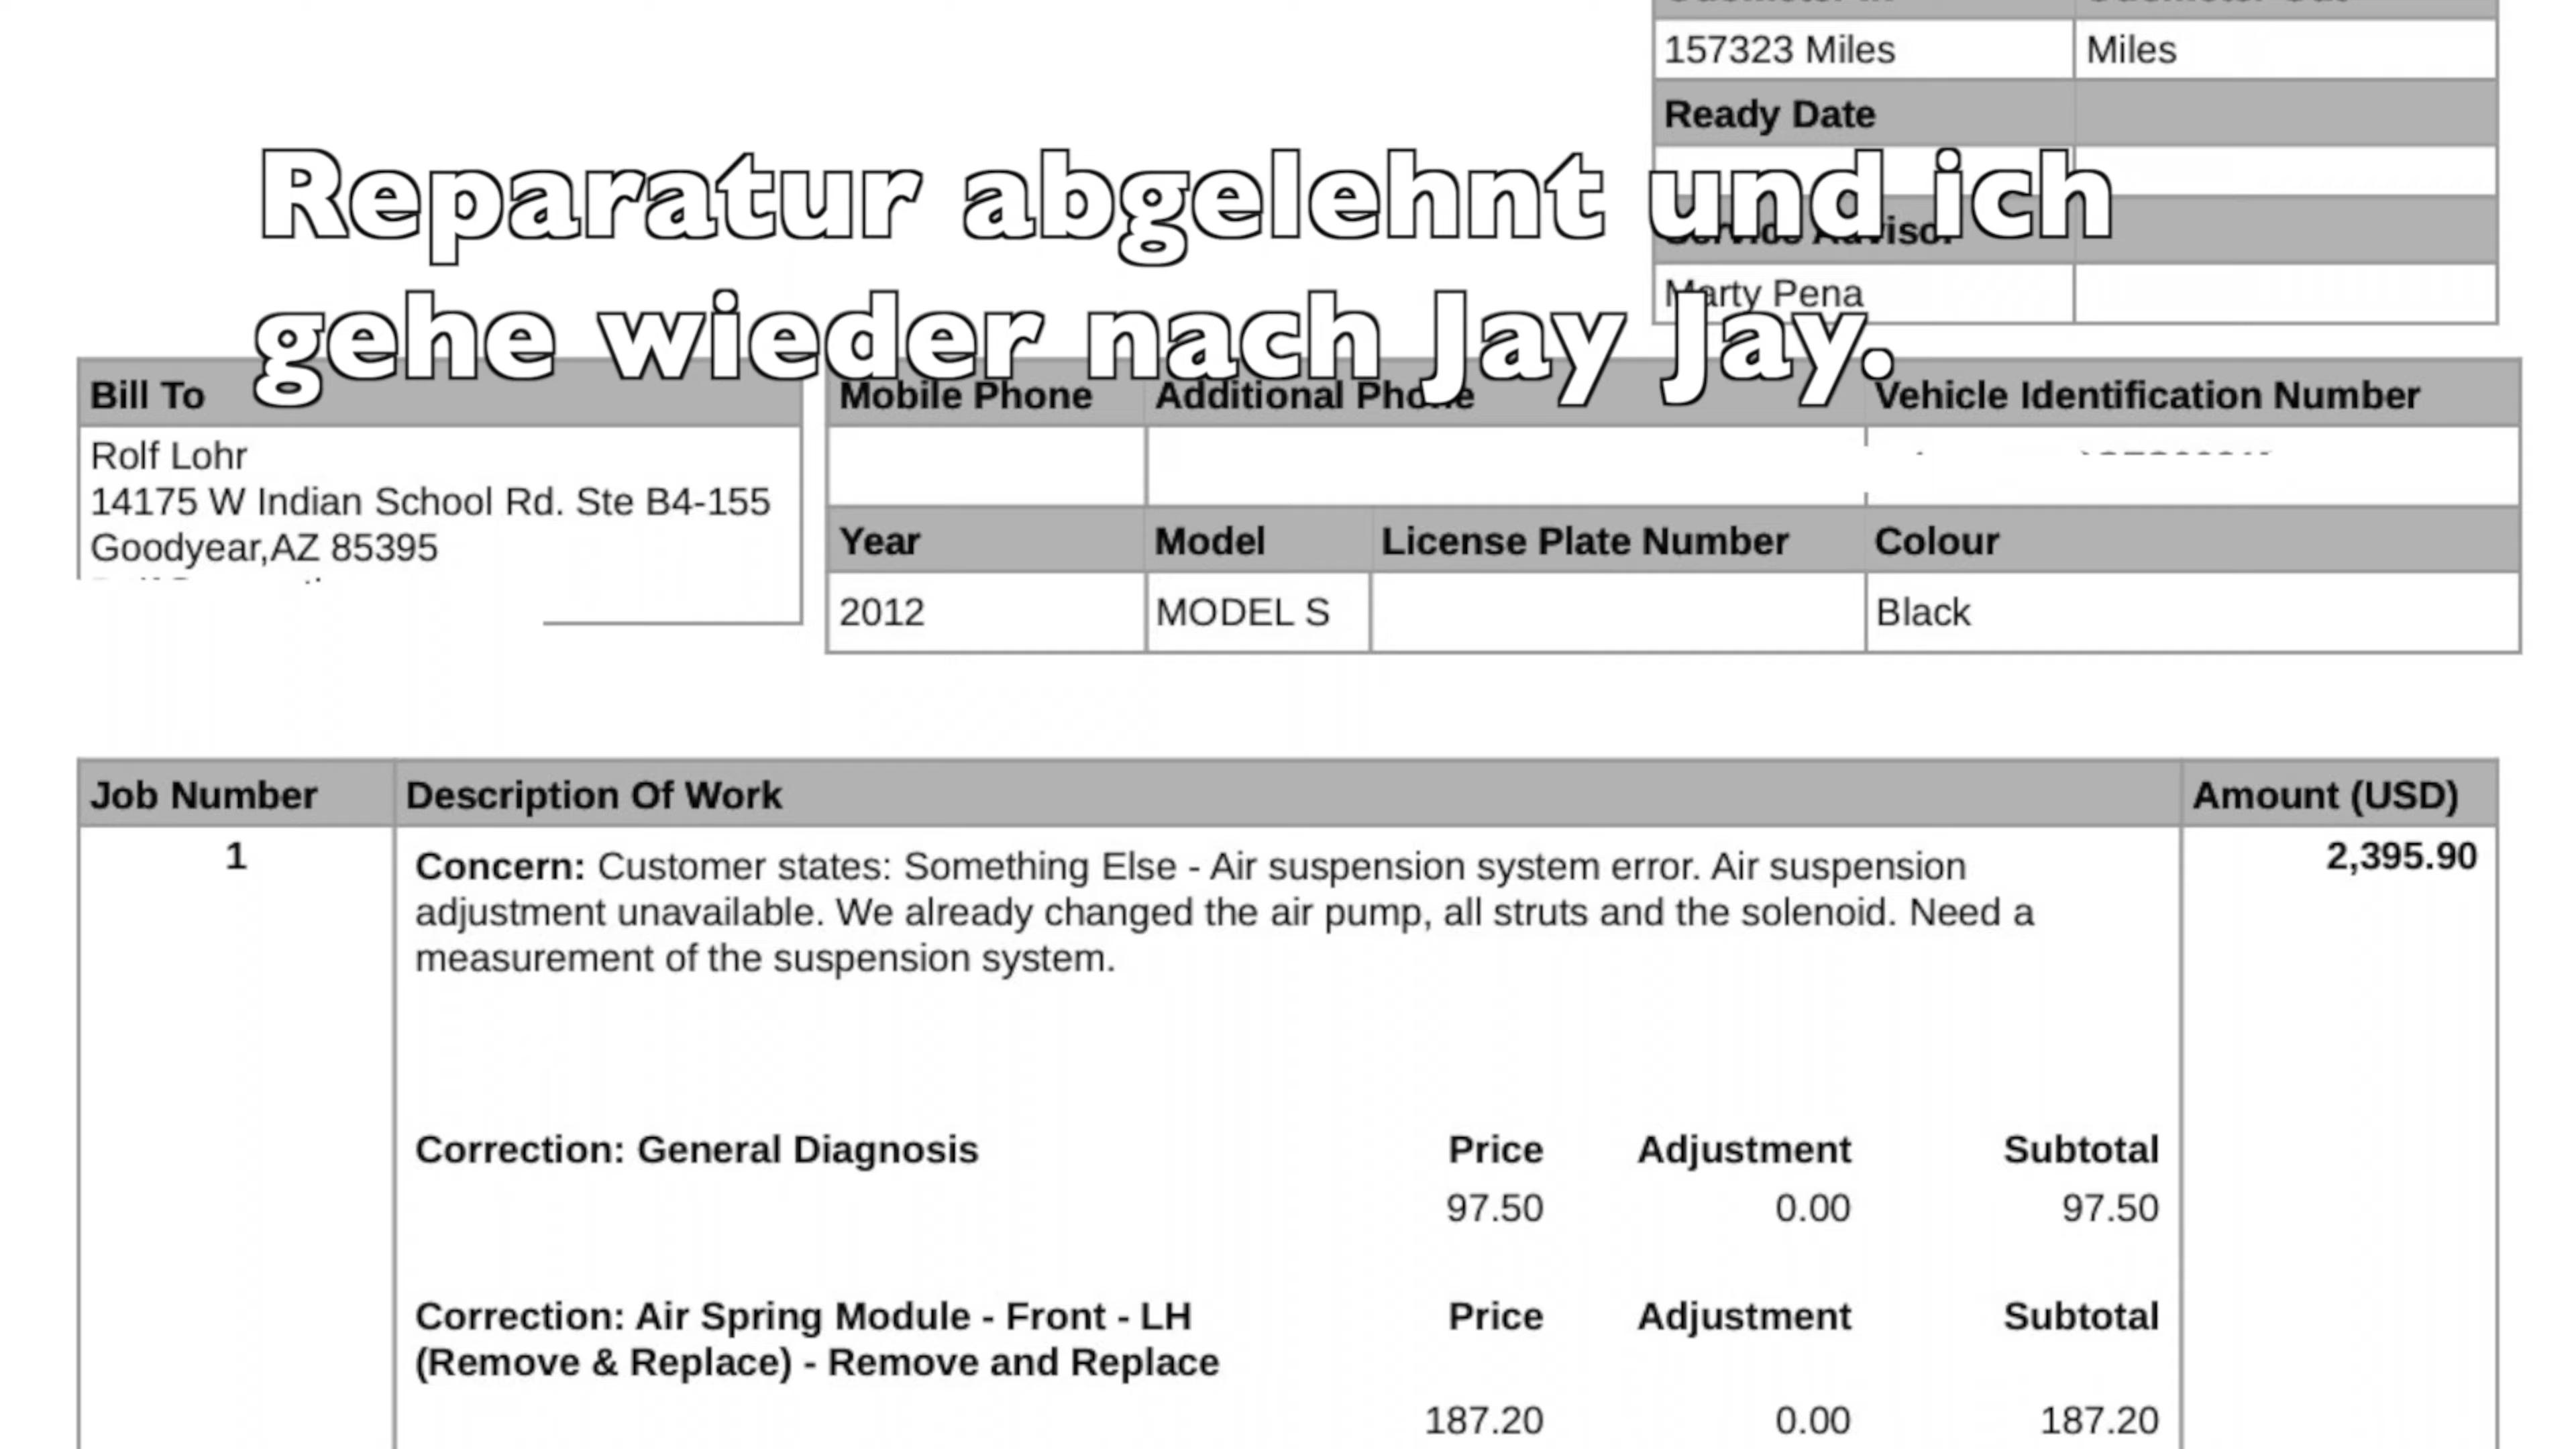 157323 Miles Miles
Ready Date
Reparatur abgelehnt und ich
Service Advisor
Marty Pena
gehe wieder nach Jay Jay.
Bill To
Rolf Lohr
14175 W Indian School Rd. Ste B4-155
Goodyear,AZ 85395
Mobile Phone Additional Phone Vehicle Identification Number
Year Model License Plate Number Colour
2012 MODEL S Black
Job Number Description Of Work Amount (USD)
1 Concern: Customer states: Something Else - Air suspension system error. Air suspension 2,395.90
adjustment unavailable. We already changed the air pump, all struts and the solenoid. Need a
measurement of the suspension system.
Correction: General Diagnosis Price Adjustment Subtotal
97.50 0.00 97.50
Correction: Air Spring Module - Front - LH Price Adjustment Subtotal
(Remove & Replace) - Remove and Replace
187.20 0.00 187.20